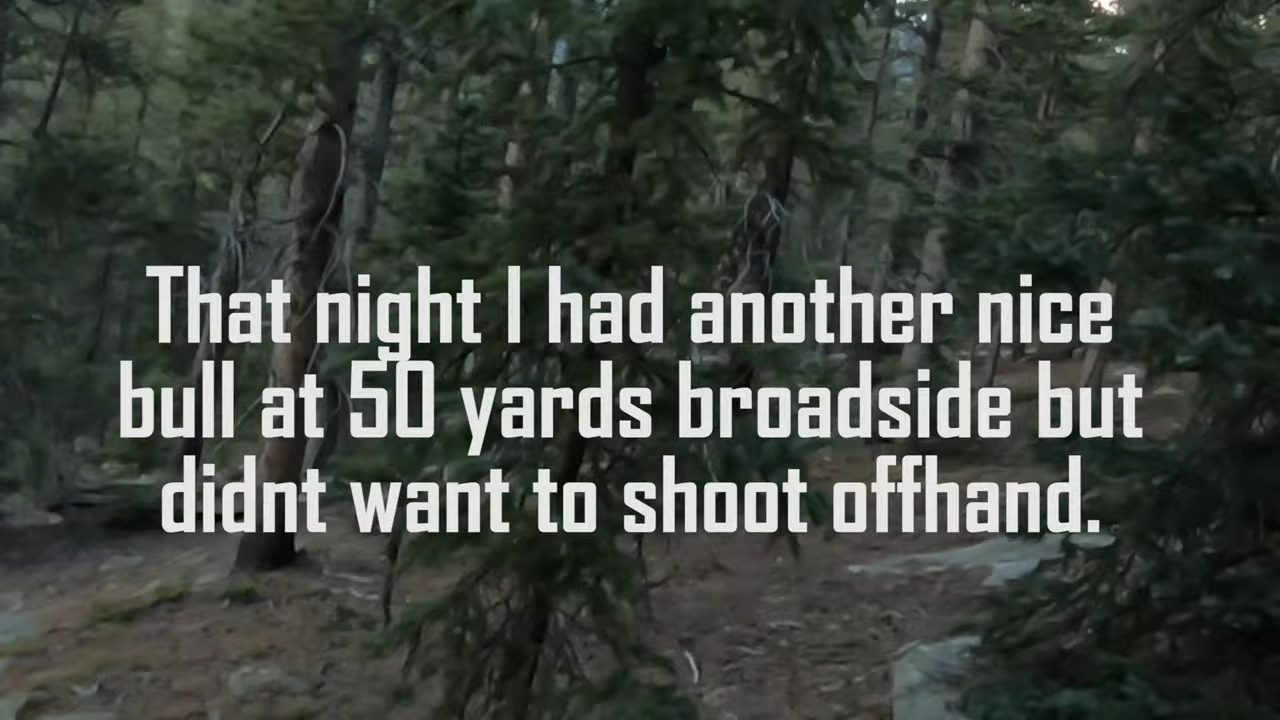 That night I had another nice
bull at 50 yards broadside but
didnt want to shoot offhand.